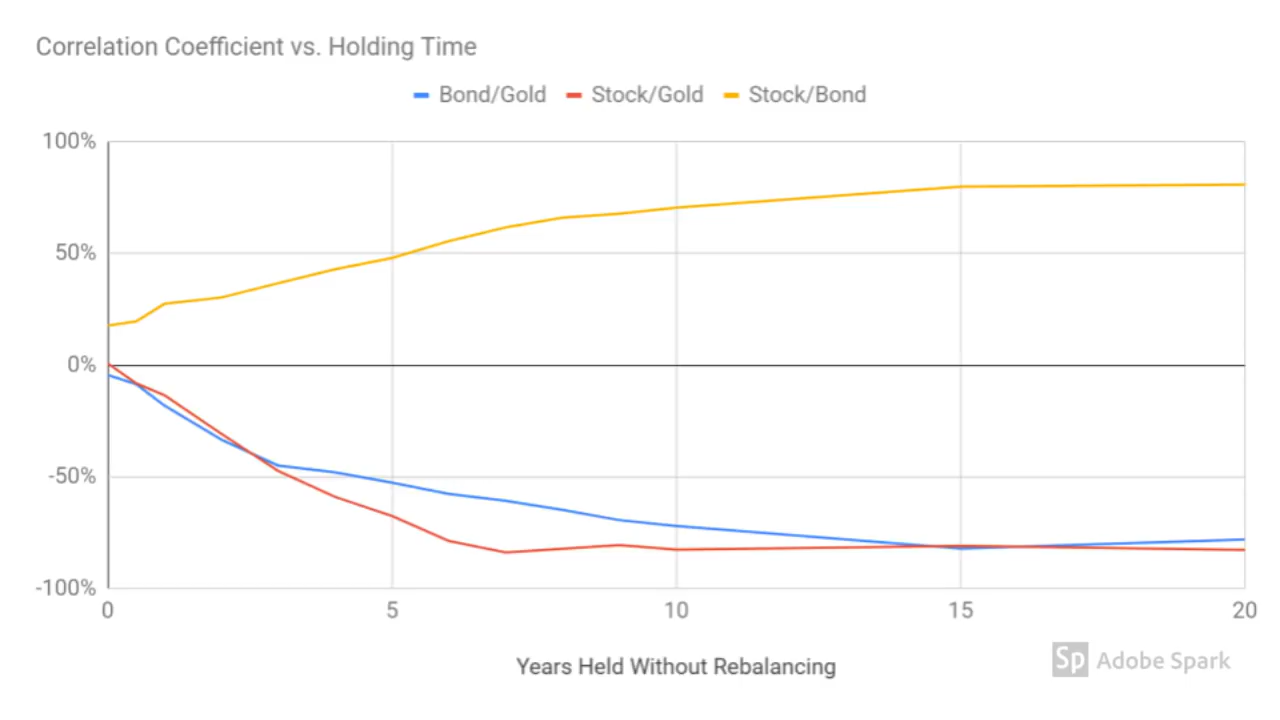 Correlation Coefficient vs. Holding Time
Bond/Gold Stock/Gold Stock/Bond
100%
50%
0%
-50%
-100%
0 5 10 15 20
Years Held Without Rebalancing
Sp Adobe Spark